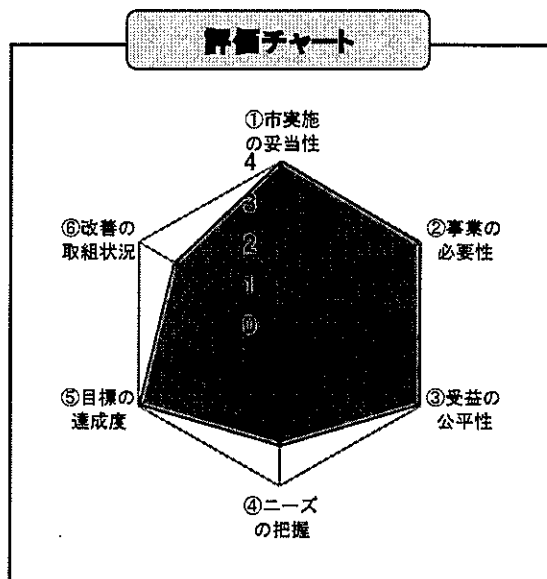 評価チャート
①市実施
の妥当性
4
3
2
1
0
②事業の
必要性
③受益の
公平性
④ニーズ
の把握
⑤目標の
達成度
⑥改善の
取組状況